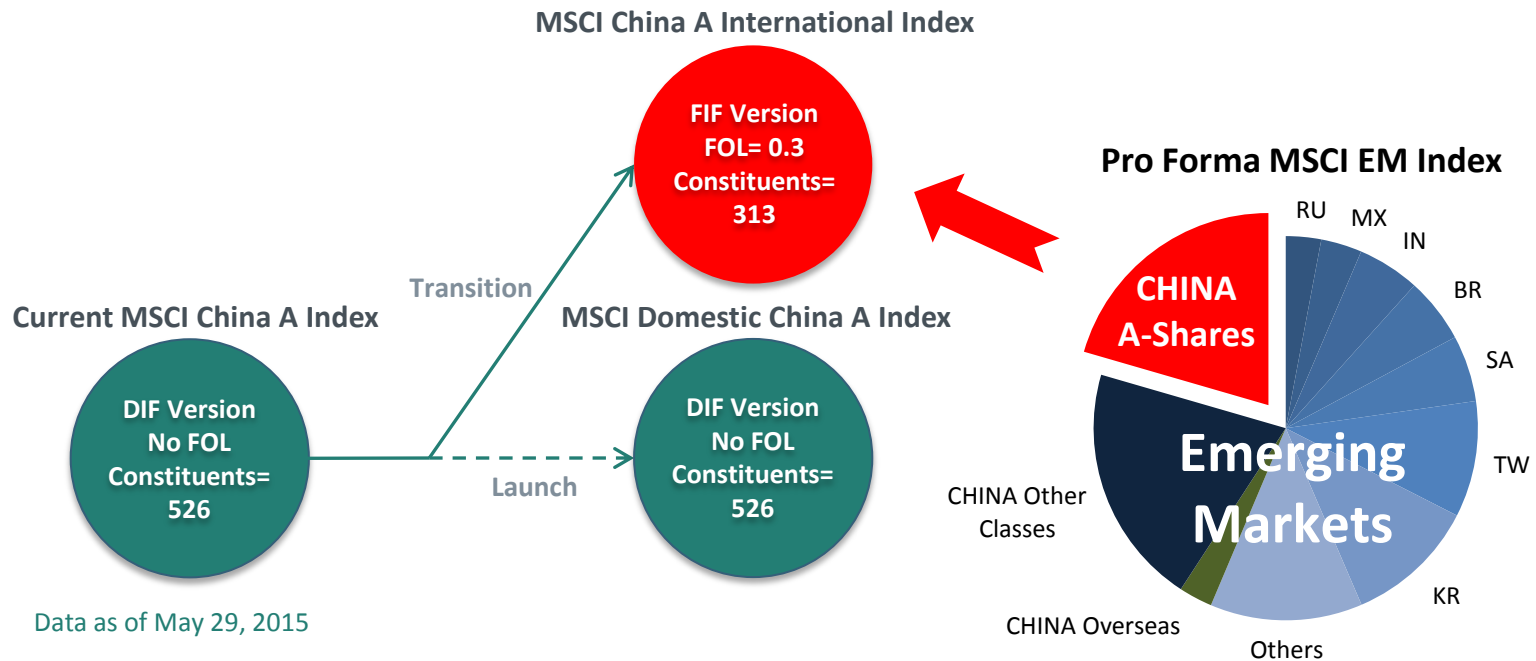 MSCI China A International Index
FIF Version
FOL= 0.3
Constituents=
313
Transition
Current MSCI China A Index
DIF Version
No FOL
Constituents=
526
MSCI Domestic China A Index
DIF Version
No FOL
Constituents=
526
Launch
Data as of May 29, 2015
Pro Forma MSCI EM Index
RU
MX
IN
BR
SA
TW
KR
Others
CHINA Overseas
CHINA Other
Classes
CHINA
A-Shares
Emerging
Markets